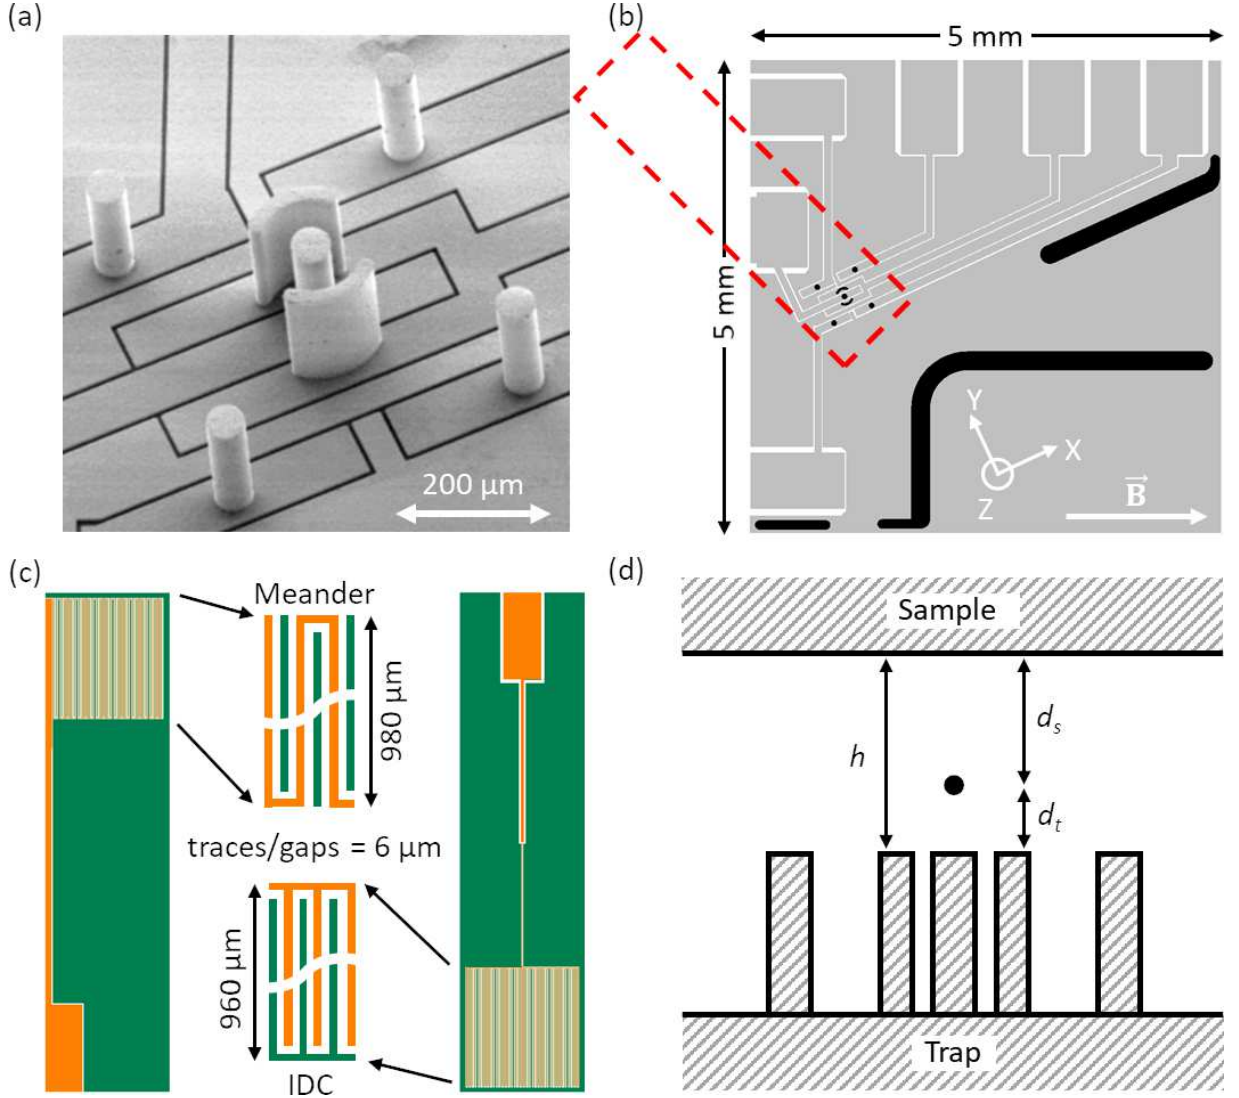 (a)
200 µm
(b)
5 mm
5 mm
Y
X
Z
B
(c)
Meander
980 µm
traces/gaps = 6 µm
960 µm
IDC
(d)
Sample
h
d_s
d_t
Trap